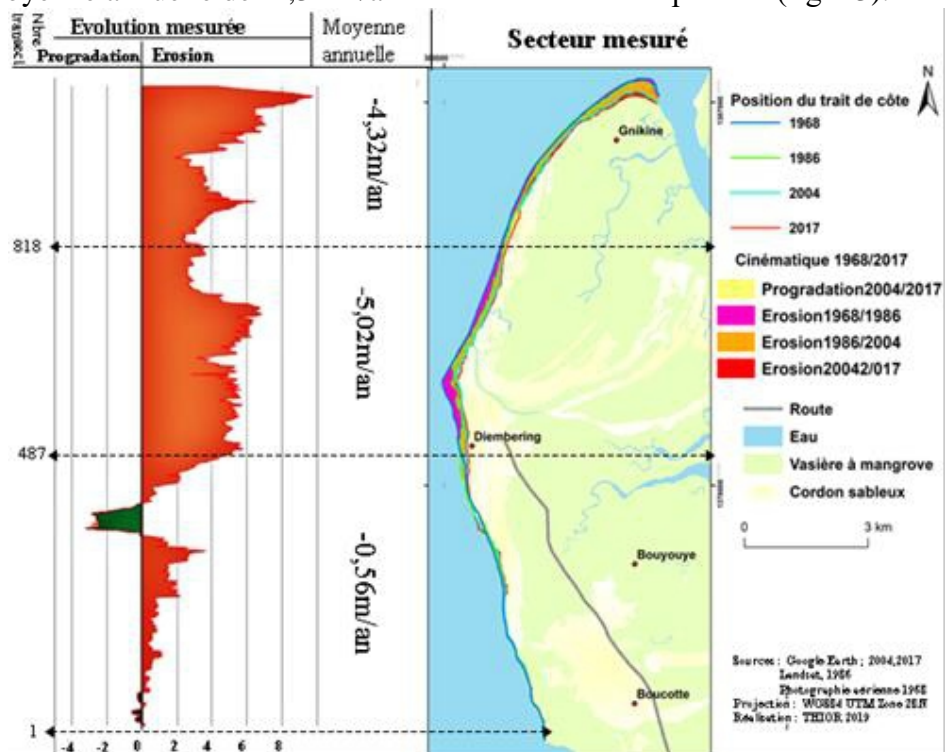 Nbre transect
Evolution mesurée
Progradation Erosion
Moyenne annuelle
Secteur mesuré
-4,32m/an
818
-5,02m/an
487
-0,56m/an
1
-4 -2 0 2 4 6 8
Gnikine
Diembering
Bouyouye
Boucotte
N
Position du trait de côte
1968
1986
2004
2017
Cinématique 1968/2017
Progradation2004/2017
Erosion1968/1986
Erosion1986/2004
Erosion20042/017
Route
Eau
Vasière à mangrove
Cordon sableux
0 3 km
Sources : Google Earth ; 2004,2017
Landsat, 1986
Photographie aérienne 1968
Projection : WGS84 UTM Zone 28N
Réalisation : THIOR 2019